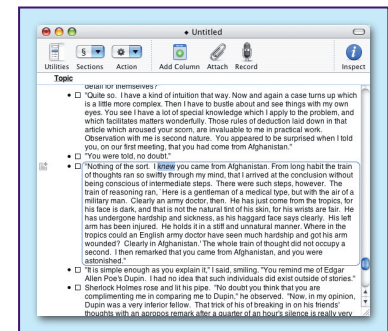 Untitled
Utilities Sections Action Add Column Attach Record Inspect
Topic
detail for themselves?"
"Quite so. I have a kind of intuition that way. Now and again a case turns up which
is a little more complex. Then I have to bustle about and see things with my own
eyes. You see I have a lot of special knowledge which I apply to the problem, and
which facilitates matters wonderfully. Those rules of deduction laid down in that
article which aroused your scorn, are invaluable to me in practical work.
Observation with me is second nature. You appeared to be surprised when I told
you, on our first meeting, that you had come from Afghanistan."
"You were told, no doubt."
"Nothing of the sort. I knew you came from Afghanistan. From long habit the train
of thoughts ran so swiftly through my mind, that I arrived at the conclusion without
being conscious of intermediate steps. There were such steps, however. The
train of reasoning ran, `Here is a gentleman of a medical type, but with the air of a
military man. Clearly an army doctor, then. He has just come from the tropics, for
his face is dark, and that is not the natural tint of his skin, for his wrists are fair. He
has undergone hardship and sickness, as his haggard face says clearly. His left
arm has been injured. He holds it in a stiff and unnatural manner. Where in the
tropics could an English army doctor have seen much hardship and got his arm
wounded? Clearly in Afghanistan.' The whole train of thought did not occupy a
second. I then remarked that you came from Afghanistan, and you were
astonished."
"It is simple enough as you explain it," I said, smiling. "You remind me of Edgar
Allen Poe's Dupin. I had no idea that such individuals did exist outside of stories."
Sherlock Holmes rose and lit his pipe. "No doubt you think that you are
complimenting me in comparing me to Dupin," he observed. "Now, in my opinion,
Dupin was a very inferior fellow. That trick of his of breaking in on his friends'
thoughts with an apropos remark after a quarter of an hour's silence is really very